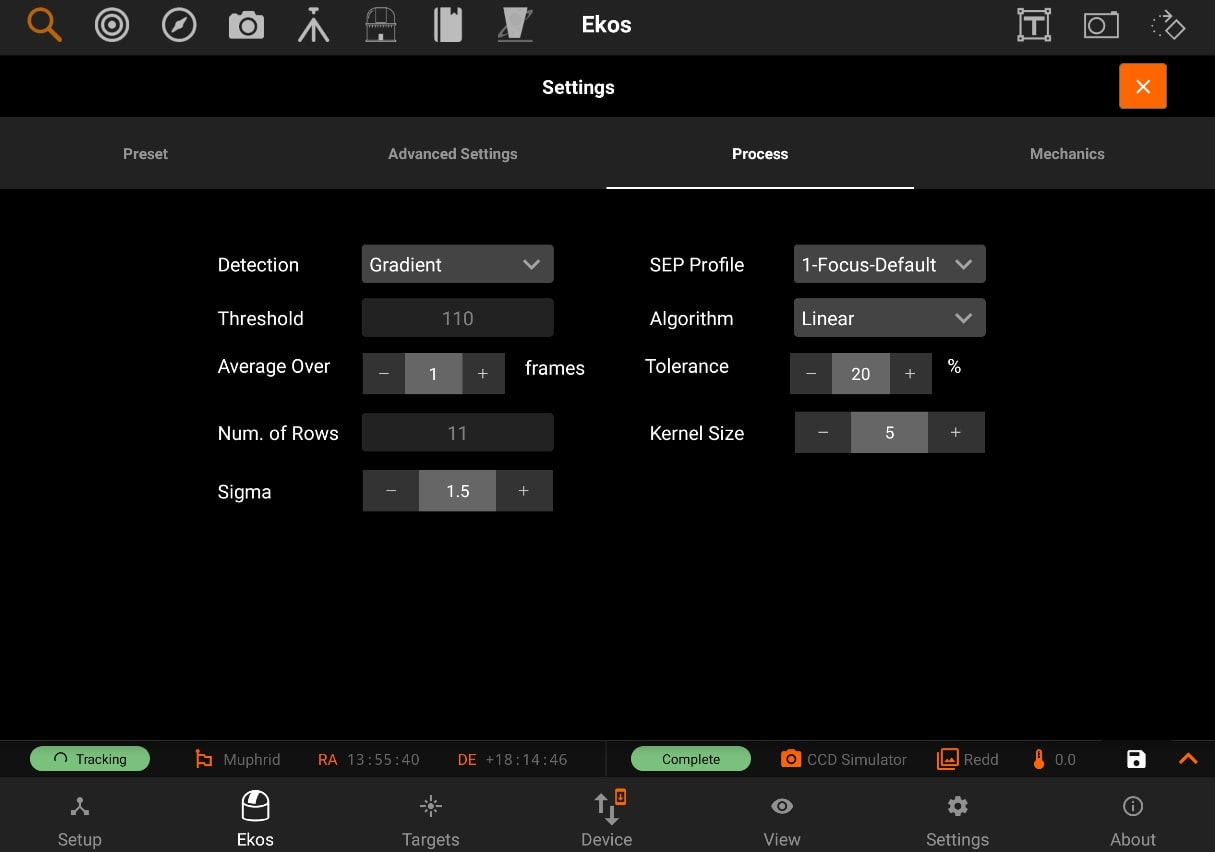 Ekos
Settings
Preset Advanced Settings Process Mechanics
Detection Gradient SEP Profile 1-Focus-Default
Threshold 110 Algorithm Linear
Average Over − 1 + frames Tolerance − 20 + %
Num. of Rows 11 Kernel Size − 5 +
Sigma − 1.5 +
Tracking Muphrid RA 13:55:40 DE +18:14:46 Complete CCD Simulator Redd 0.0
Setup Ekos Targets Device View Settings About